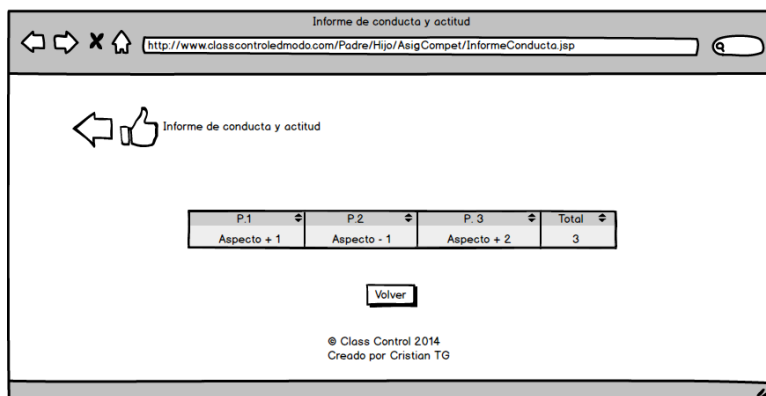 Informe de conducta y actitud
http://www.classcontroledmodo.com/Padre/Hijo/AsigCompet/InformeConducta.jsp
Informe de conducta y actitud
P.1 P.2 P. 3 Total
Aspecto + 1 Aspecto - 1 Aspecto + 2 3
Volver
© Class Control 2014
Creado por Cristian TG